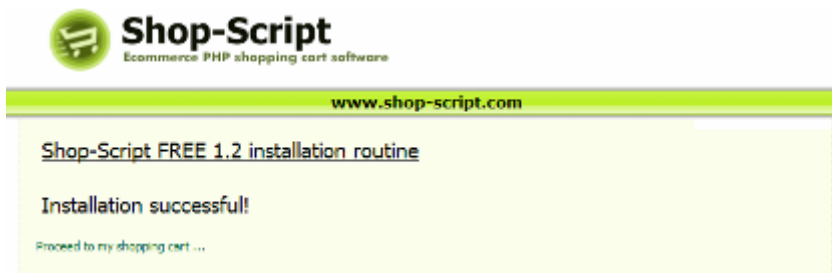 Shop-Script
Ecommerce PHP shopping cart software
www.shop-script.com
Shop-Script FREE 1.2 installation routine
Installation successful!
Proceed to my shopping cart ...